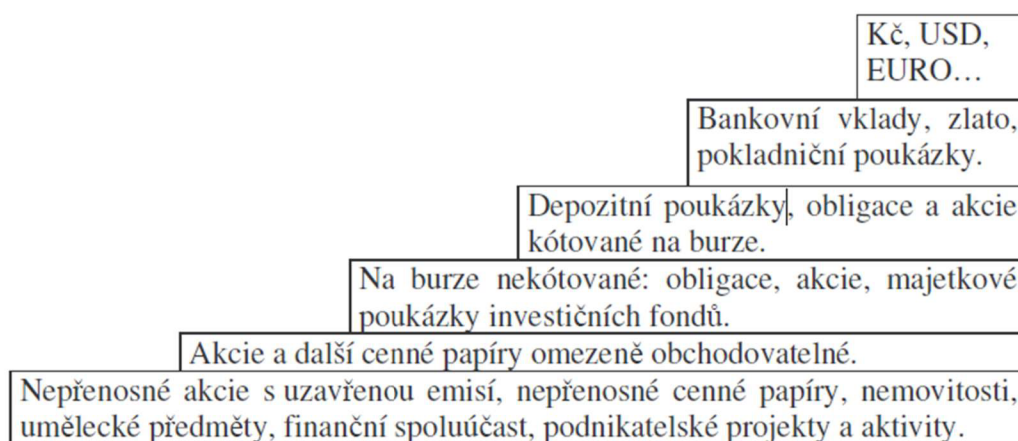 Kč, USD,
EURO…
Bankovní vklady, zlato,
pokladniční poukázky.
Depozitní poukázky, obligace a akcie
kótované na burze.
Na burze nekótované: obligace, akcie, majetkové
poukázky investičních fondů.
Akcie a další cenné papíry omezeně obchodovatelné.
Nepřenosné akcie s uzavřenou emisí, nepřenosné cenné papíry, nemovitosti,
umělecké předměty, finanční spoluúčast, podnikatelské projekty a aktivity.